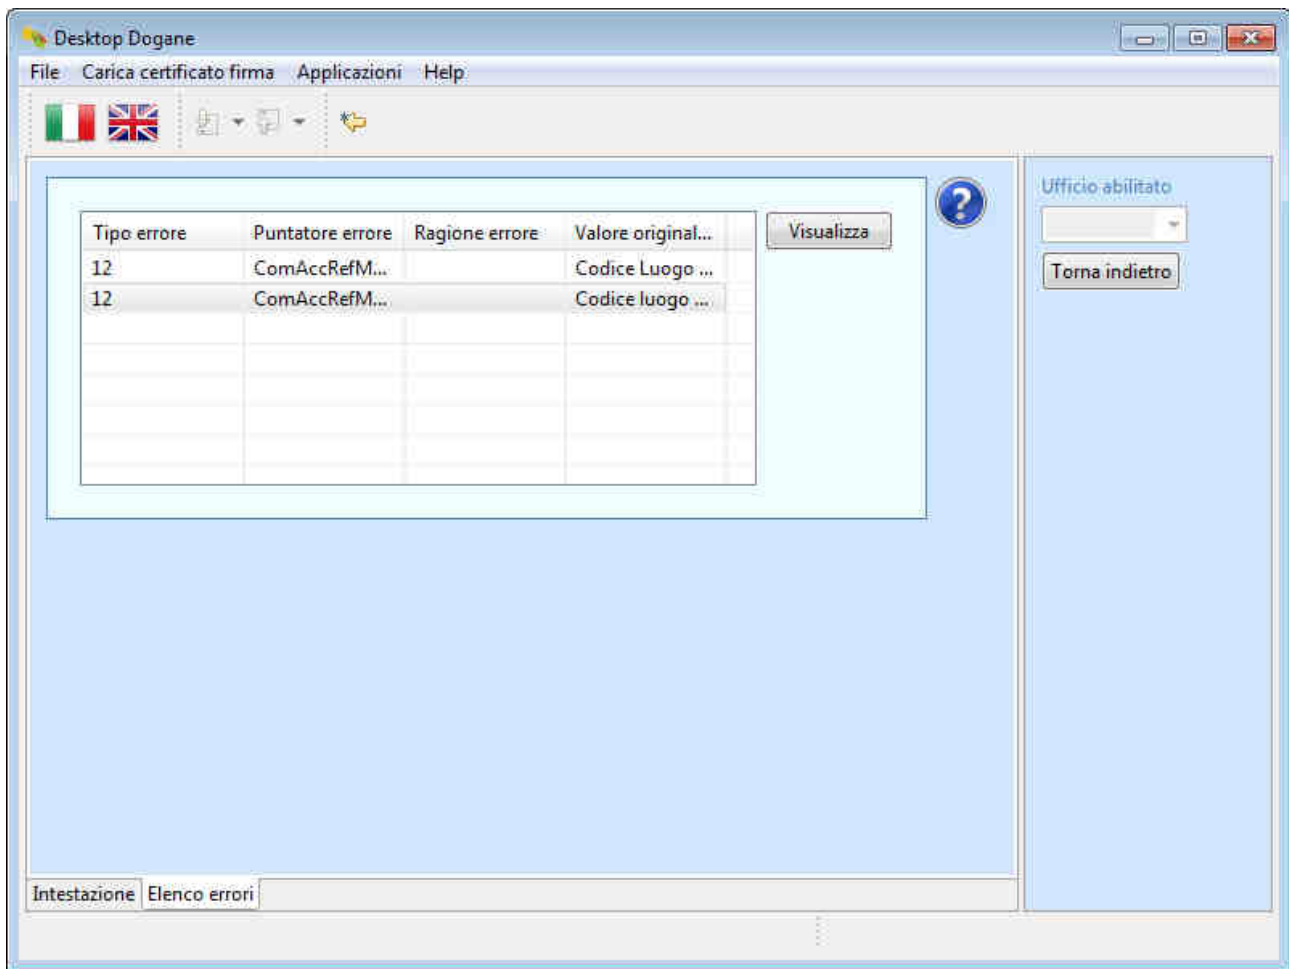 Desktop Dogane
File Carica certificato firma Applicazioni Help
Ufficio abilitato
Tipo errore Puntatore errore Ragione errore Valore original... Visualizza
12 ComAccRefM... Codice Luogo ... Torna indietro
12 ComAccRefM... Codice luogo ...
Intestazione Elenco errori